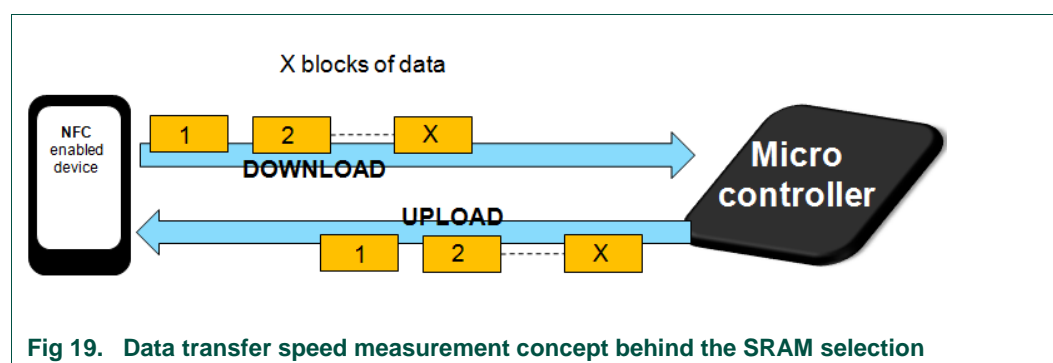 X blocks of data
NFC
enabled
device
1 2 X
DOWNLOAD
Micro
controller
UPLOAD
1 2 X
Fig 19. Data transfer speed measurement concept behind the SRAM selection